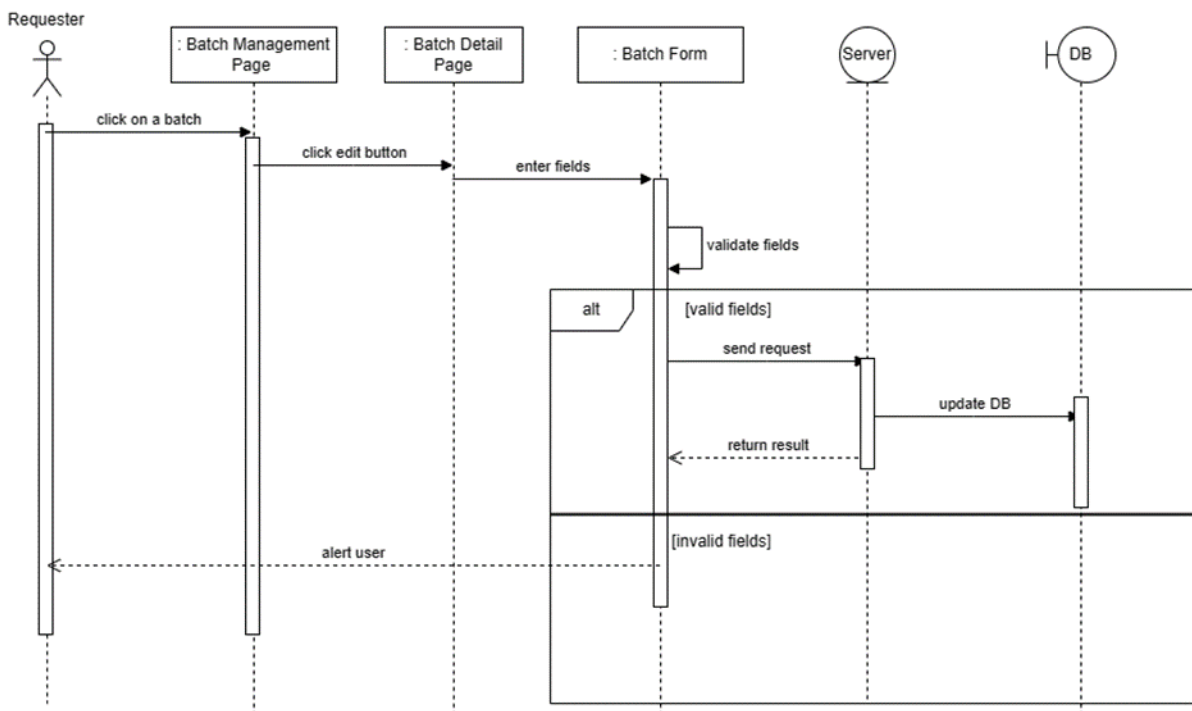 Requester
: Batch Management
Page
: Batch Detail
Page
: Batch Form
Server
DB
click on a batch
click edit button
enter fields
validate fields
alt
[valid fields]
send request
update DB
return result
[invalid fields]
alert user